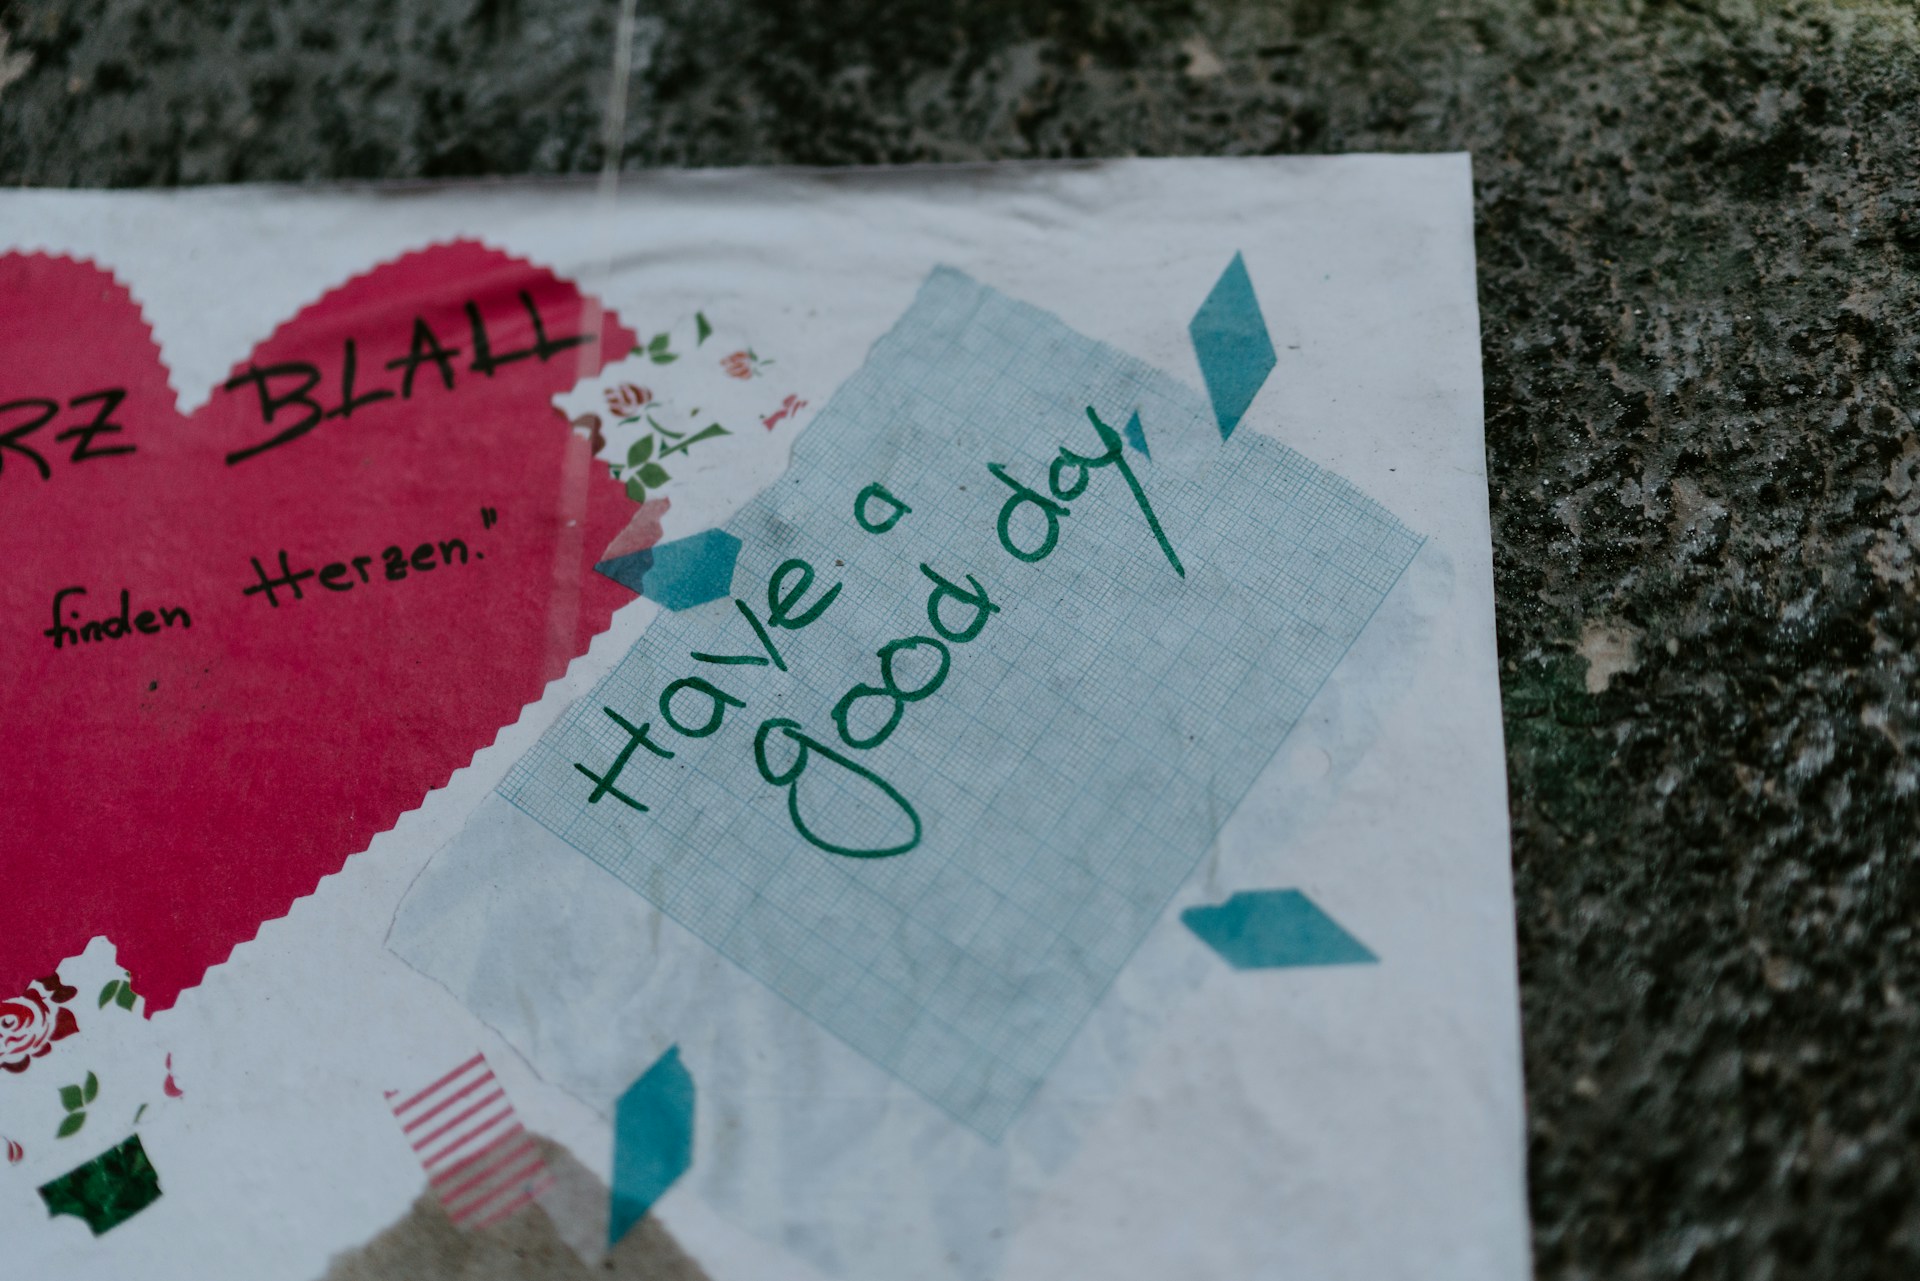 RZ BLALL
finden Herzen."
Have a
good day